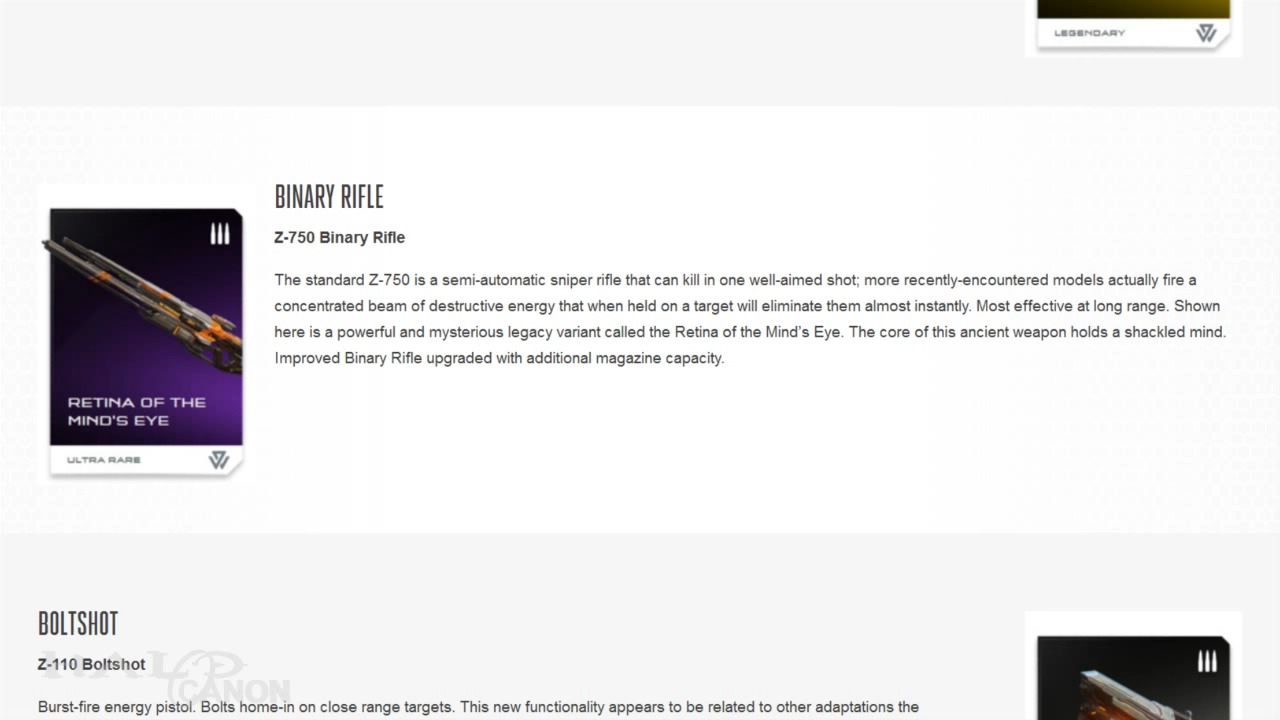 LEGENDARY
BINARY RIFLE
Z-750 Binary Rifle
The standard Z-750 is a semi-automatic sniper rifle that can kill in one well-aimed shot; more recently-encountered models actually fire a
concentrated beam of destructive energy that when held on a target will eliminate them almost instantly. Most effective at long range. Shown
here is a powerful and mysterious legacy variant called the Retina of the Mind’s Eye. The core of this ancient weapon holds a shackled mind.
Improved Binary Rifle upgraded with additional magazine capacity.
RETINA OF THE
MIND'S EYE
ULTRA RARE
BOLTSHOT
Z-110 Boltshot
HALO
CANON
Burst-fire energy pistol. Bolts home-in on close range targets. This new functionality appears to be related to other adaptations the